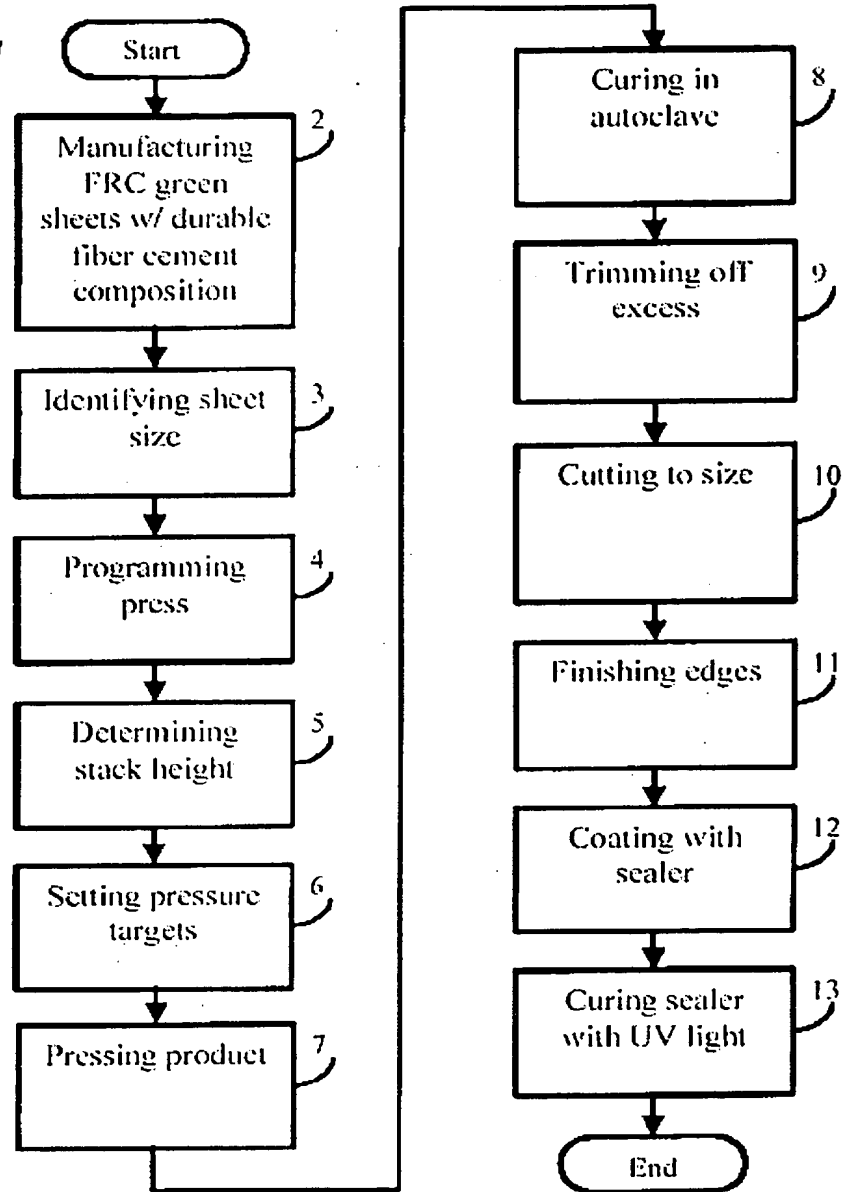 Start
2
Manufacturing
FRC green
sheets w/ durable
fiber cement
composition
3
Identifying sheet
size
4
Programming
press
5
Determining
stack height
6
Setting pressure
targets
7
Pressing product
8
Curing in
autoclave
9
Trimming off
excess
10
Cutting to size
11
Finishing edges
12
Coating with
sealer
13
Curing sealer
with UV light
End